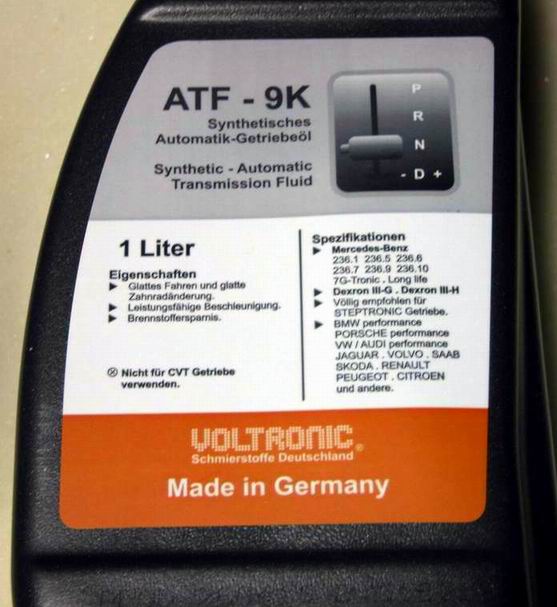 ATF - 9K
Synthetisches
Automatik-Getriebeöl
Synthetic - Automatic
Transmission Fluid
P
R
N
- D +
1 Liter
Eigenschaften
► Glattes Fahren und glatte
Zahnradänderung.
► Leistungsfähige Beschleunigung.
► Brennstoffersparnis.
⊗ Nicht für CVT Getriebe
verwenden.
Spezifikationen
► Mercedes-Benz
236.1 236.5 236.6
236.7 236.9 236.10
7G-Tronic . Long life
► Dexron III-G . Dexron III-H
► Völlig empfohlen für
STEPTRONIC Getriebe.
► BMW performance
PORSCHE performance
VW / AUDI performance
JAGUAR . VOLVO . SAAB
SKODA . RENAULT
PEUGEOT . CITROEN
und andere.
VOLTRONIC®
Schmierstoffe Deutschland
Made in Germany